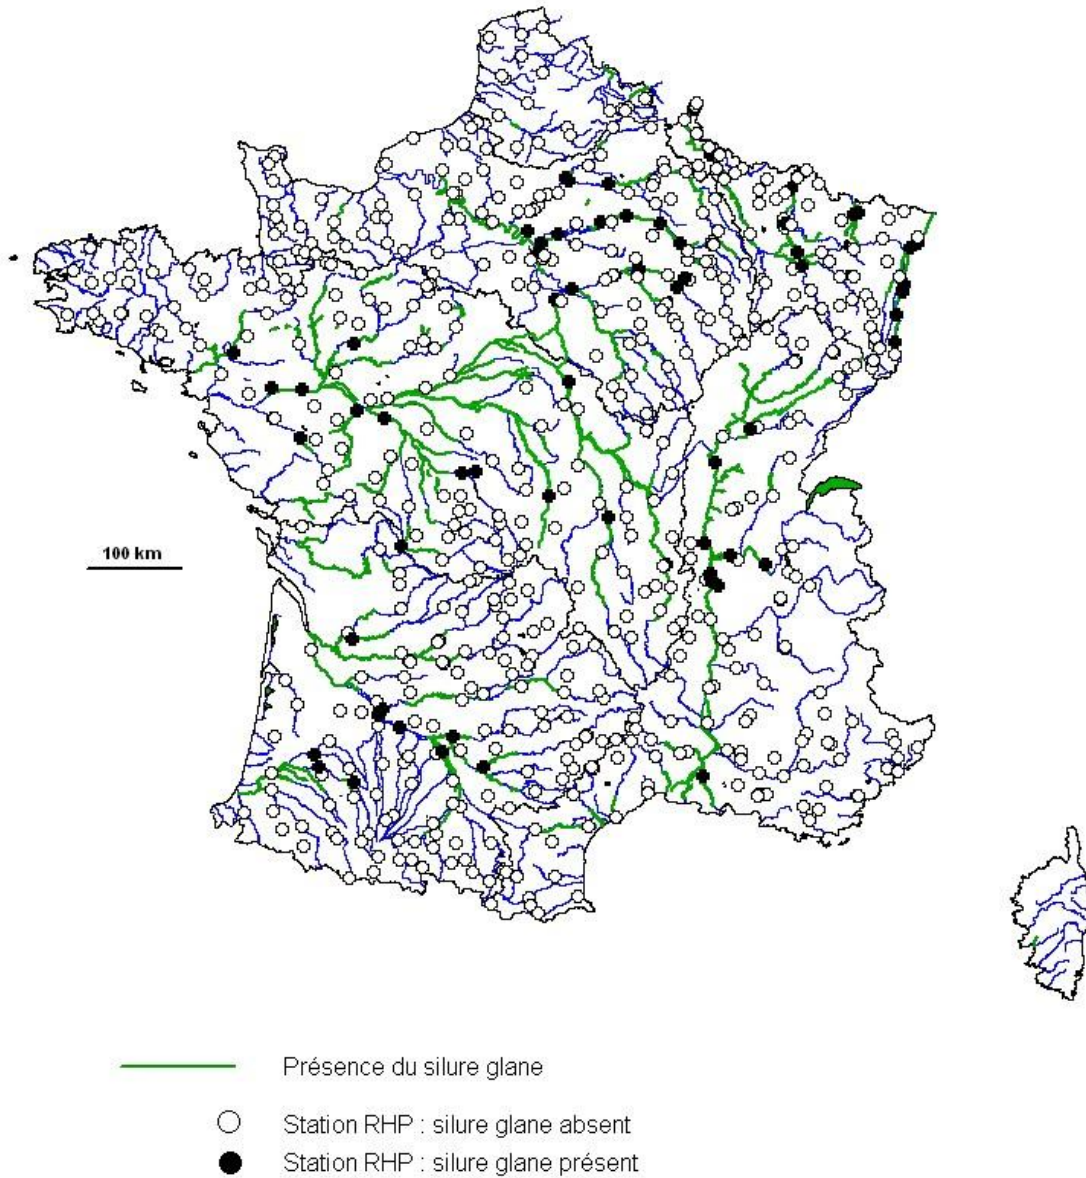 100 km
Présence du silure glane
Station RHP : silure glane absent
Station RHP : silure glane présent